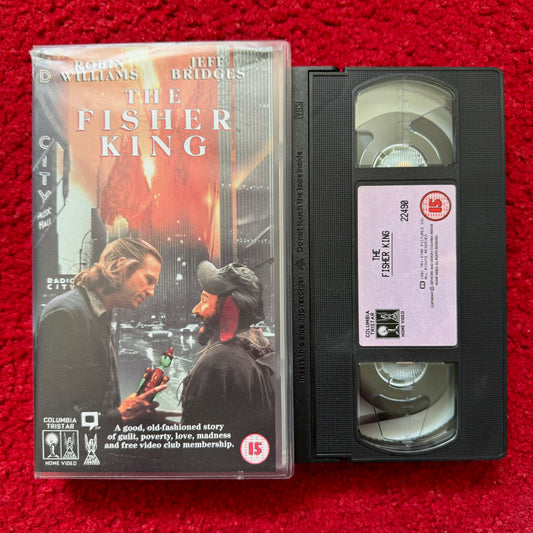 ROBIN WILLIAMS
JEFF BRIDGES
THE
FISHER
KING
CITY
MUSIC
HALL
RADIO
CITY
A good, old-fashioned story
of guilt, poverty, love, madness
and free video club membership.
COLUMBIA
TRISTAR
HOME VIDEO
15
VHS
Do not touch the tape inside
15
22490
THE
FISHER KING
COLUMBIA
TRISTAR
HOME VIDEO